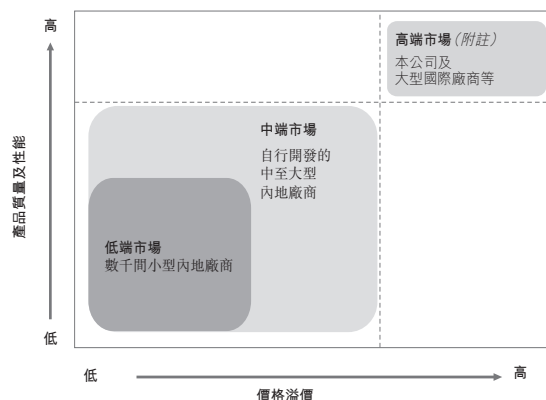 高
高端市場（附註）
本公司及
大型國際廠商等
產品質量及性能
中端市場
自行開發的
中至大型
內地廠商
低端市場
數千間小型內地廠商
低
低
高
價格溢價